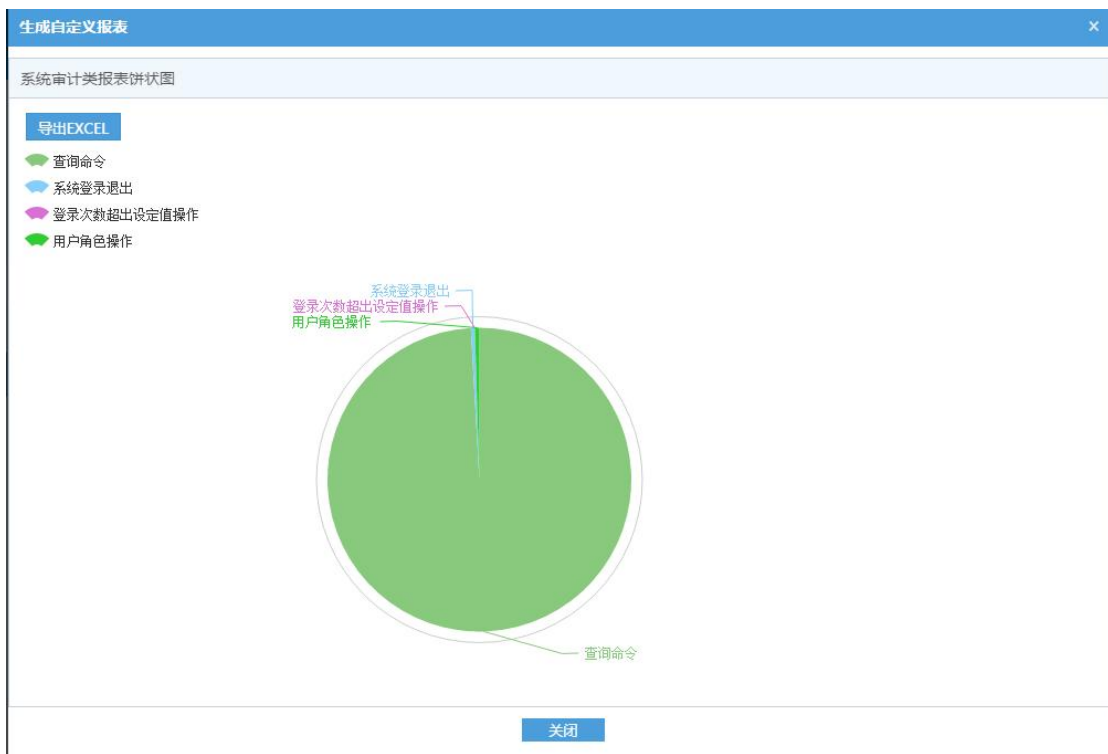 生成自定义报表
×
系统审计类报表饼状图
导出EXCEL
查询命令
系统登录退出
登录次数超出设定值操作
用户角色操作
系统登录退出
登录次数超出设定值操作
用户角色操作
查询命令
关闭